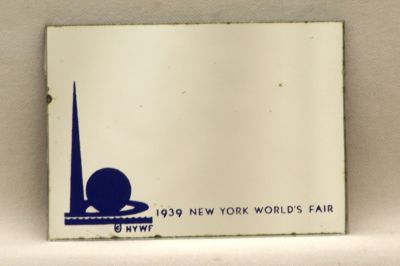 1939 NEW YORK WORLD'S FAIR
© NYWF